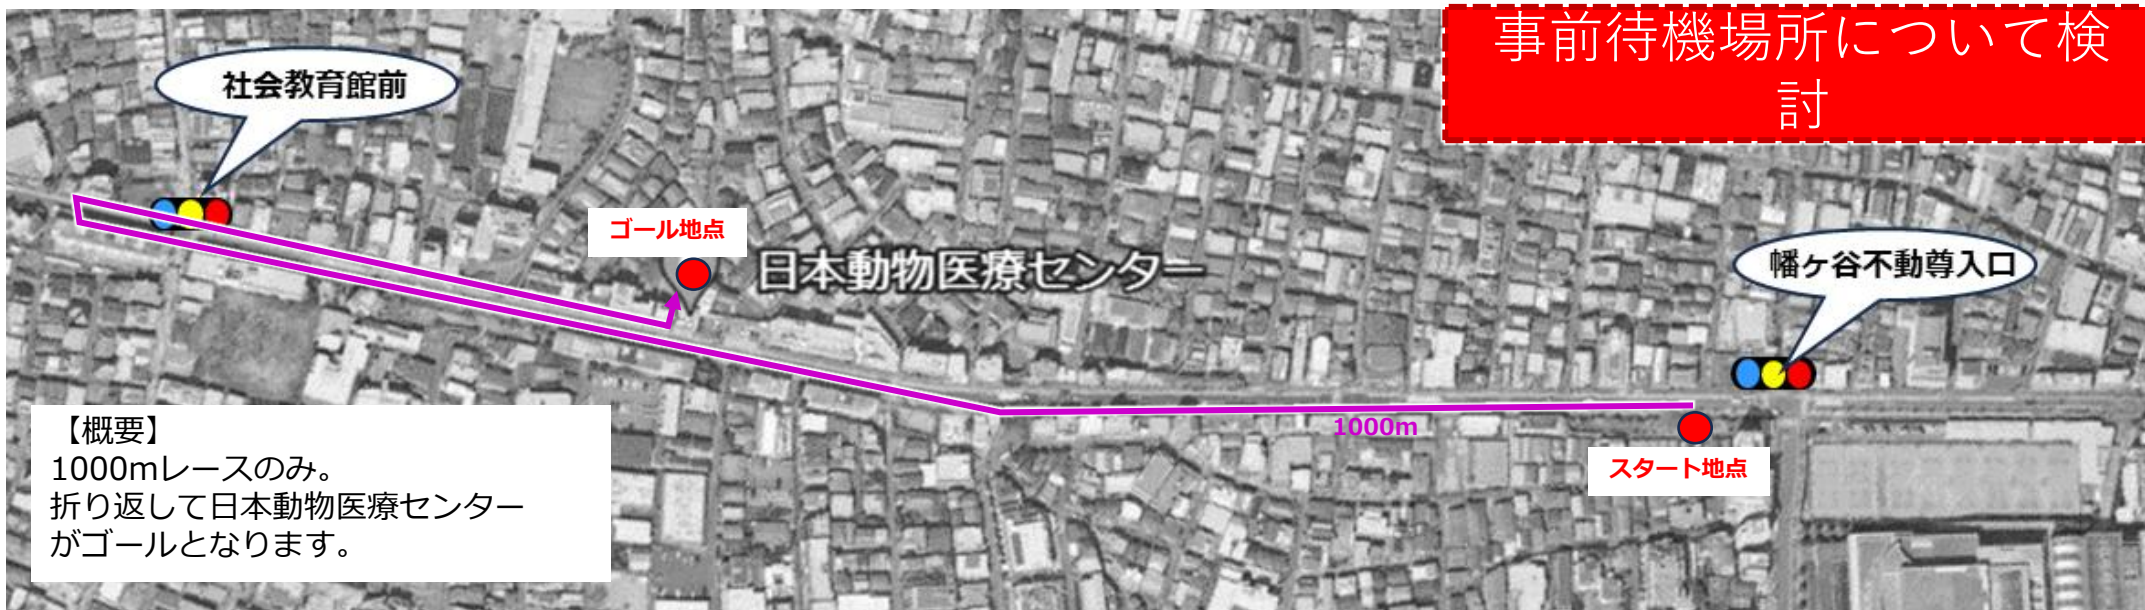 事前待機場所について検
討
社会教育館前
ゴール地点
日本動物医療センター
幡ヶ谷不動尊入口
1000m
スタート地点
【概要】
1000mレースのみ。
折り返して日本動物医療センター
がゴールとなります。